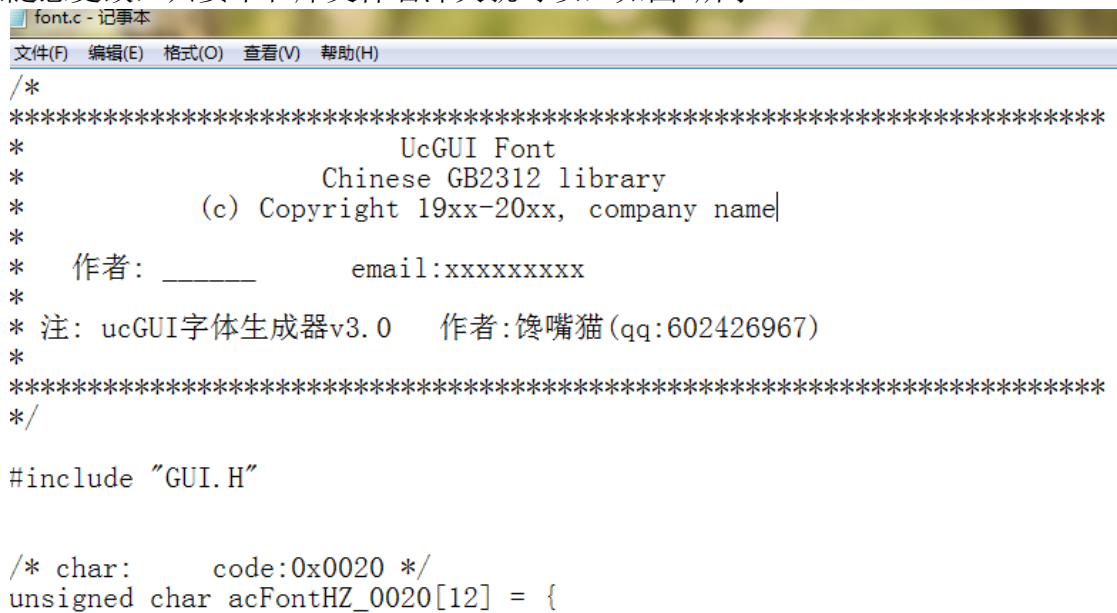 font.c - 记事本
文件(F) 编辑(E) 格式(O) 查看(V) 帮助(H)
/*
**********************************************************************
* UcGUI Font
* Chinese GB2312 library
* (c) Copyright 19xx-20xx, company name
*
* 作者: ______ email:xxxxxxxxx
*
* 注: ucGUI字体生成器v3.0 作者:馋嘴猫(qq:602426967)
*
**********************************************************************
*/
#include "GUI.H"
/* char: code:0x0020 */
unsigned char acFontHZ_0020[12] = {